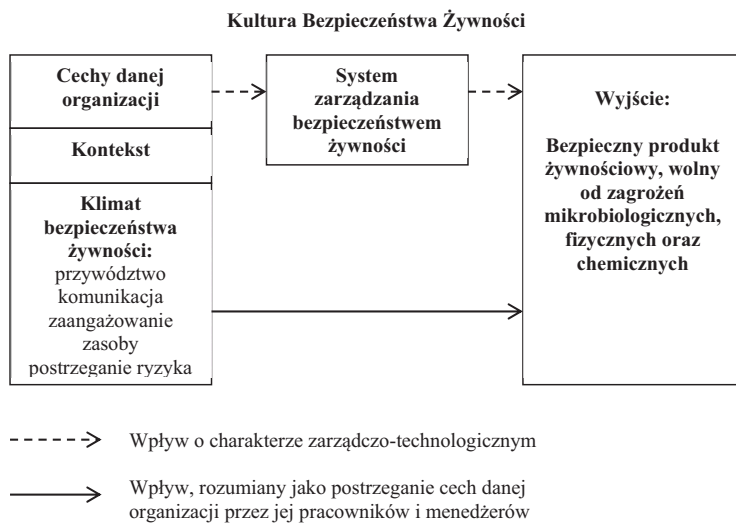 Kultura Bezpieczeństwa Żywności
Cechy danej
organizacji
Kontekst
Klimat
bezpieczeństwa
żywności:
przywództwo
komunikacja
zaangażowanie
zasoby
postrzeganie ryzyka
System
zarządzania
bezpieczeństwem
żywności
Wyjście:
Bezpieczny produkt
żywnościowy, wolny
od zagrożeń
mikrobiologicznych,
fizycznych oraz
chemicznych
Wpływ o charakterze zarządczo-technologicznym
Wpływ, rozumiany jako postrzeganie cech danej
organizacji przez jej pracowników i menedżerów